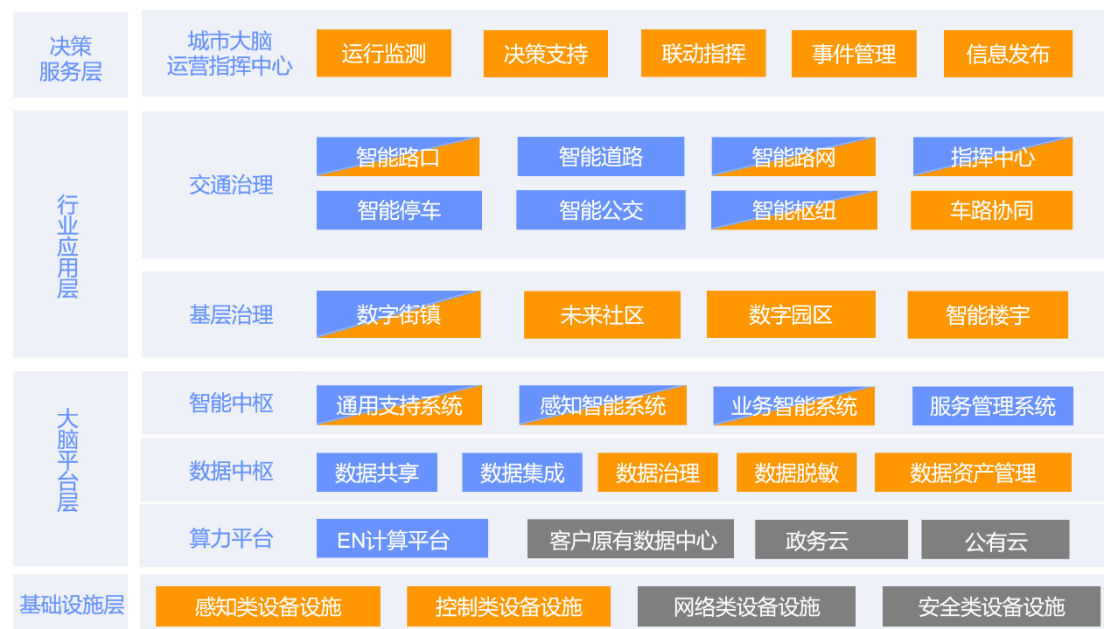 决策
服务层
城市大脑
运营指挥中心
运行监测
决策支持
联动指挥
事件管理
信息发布
行业应用层
交通治理
智能路口
智能道路
智能路网
指挥中心
智能停车
智能公交
智能枢纽
车路协同
基层治理
数字街镇
未来社区
数字园区
智能楼宇
大脑平台层
智能中枢
通用支持系统
感知智能系统
业务智能系统
服务管理系统
数据中枢
数据共享
数据集成
数据治理
数据脱敏
数据资产管理
算力平台
EN计算平台
客户原有数据中心
政务云
公有云
基础设施层
感知类设备设施
控制类设备设施
网络类设备设施
安全类设备设施